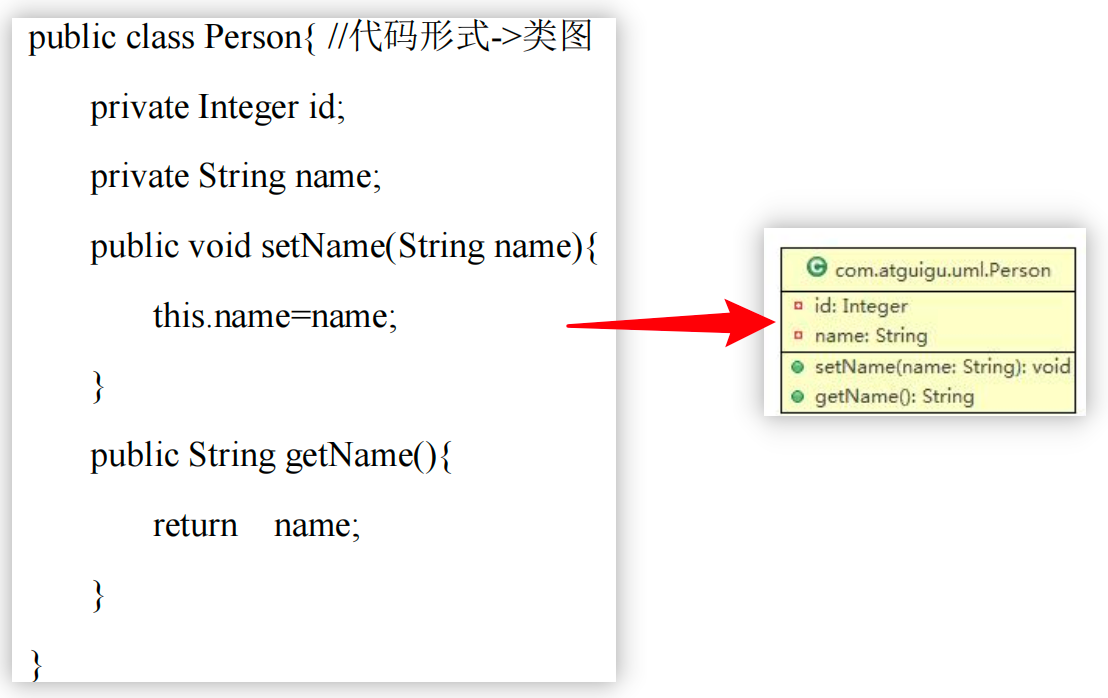 public class Person{ //代码形式->类图
private Integer id;
private String name;
public void setName(String name){
this.name=name;
}
public String getName(){
return name;
}
}
C com.atguigu.uml.Person
id: Integer
name: String
setName(name: String): void
getName(): String